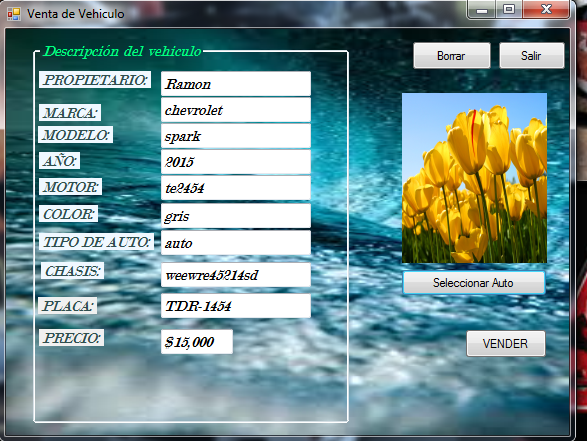 Venta de Vehiculo
Descripción del vehiculo
Borrar
Salir
PROPIETARIO:
Ramon
MARCA:
chevrolet
MODELO:
spark
AÑO:
2015
MOTOR:
te2454
COLOR:
gris
TIPO DE AUTO:
auto
CHASIS:
weewre45214sd
Seleccionar Auto
PLACA:
TDR-1454
PRECIO:
$15,000
VENDER